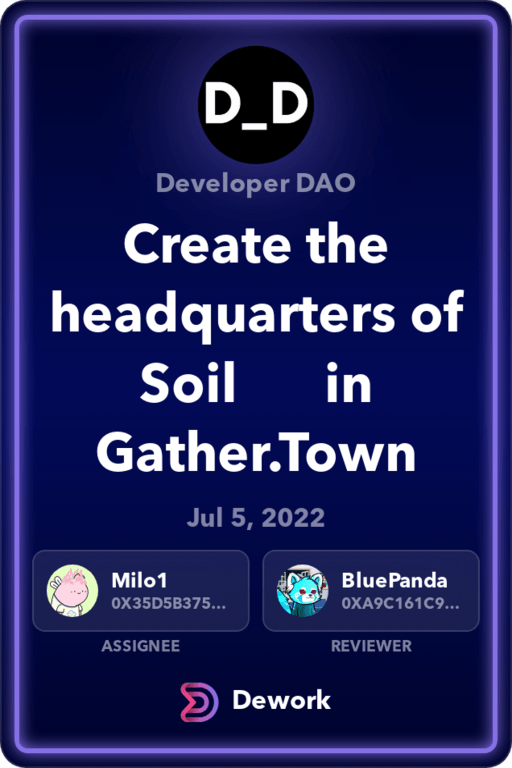 D_D
Developer DAO
Create the
headquarters of
Soil in
Gather.Town
Jul 5, 2022
Milo1
0X35D5B375...
ASSIGNEE
BluePanda
0XA9C161C9...
REVIEWER
Dework